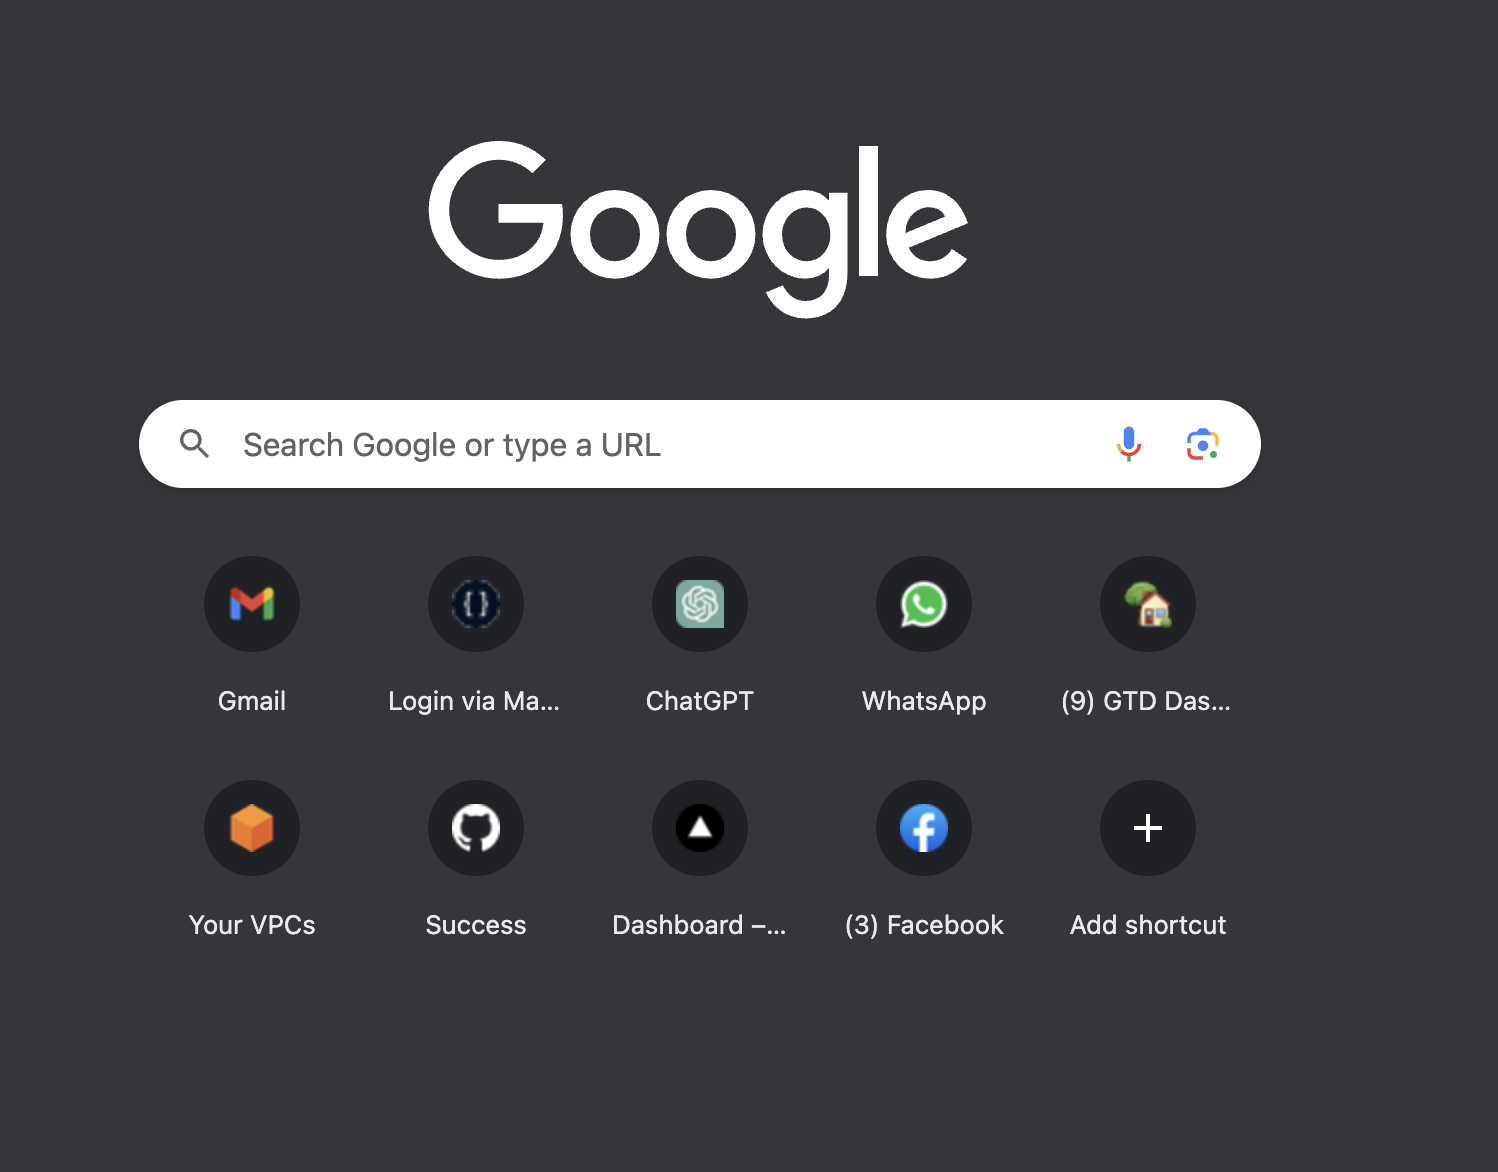 Google
Search Google or type a URL
Gmail
Login via Ma...
ChatGPT
WhatsApp
(9) GTD Das...
Your VPCs
Success
Dashboard –...
(3) Facebook
Add shortcut